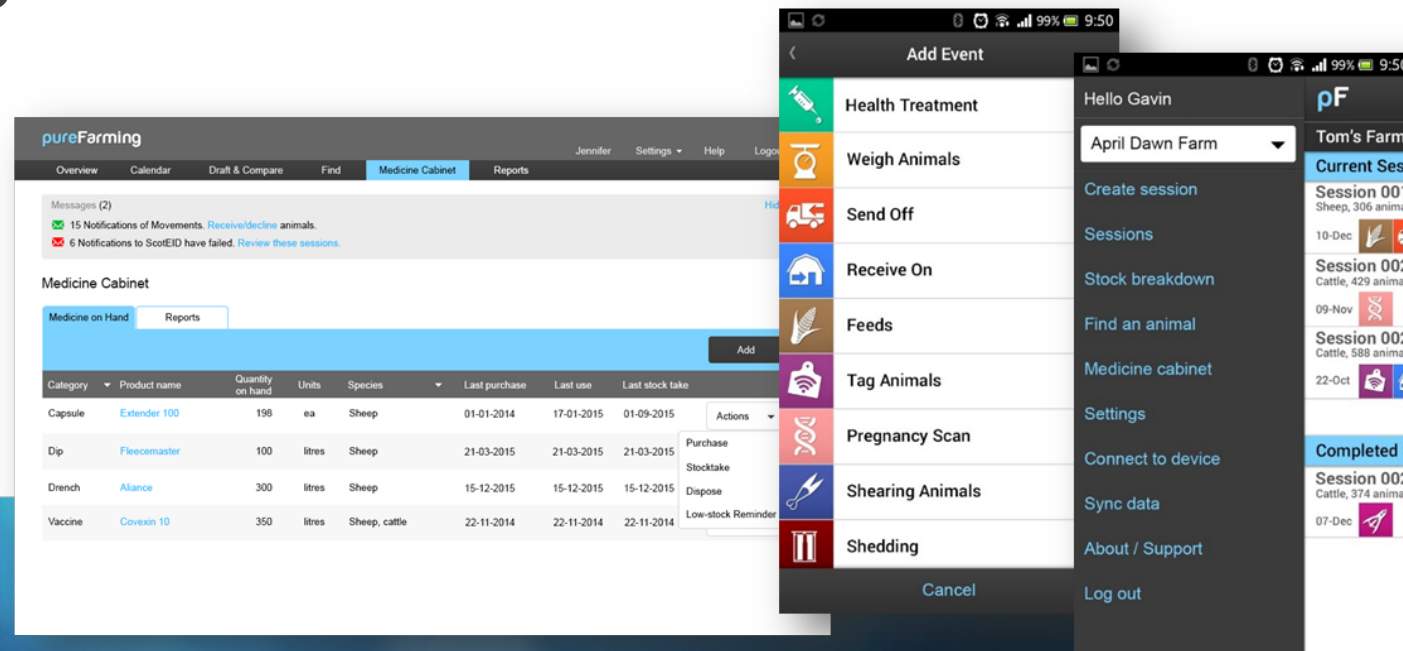 pureFarming
Jennifer Settings Help
Overview Calendar Draft & Compare Find Medicine Cabinet Reports
Messages (2)
15 Notifications of Movements. Receive/decline animals.
6 Notifications to ScotEID have failed. Review these sessions.
Medicine Cabinet
Medicine on Hand Reports
Add
Category Product name Quantity on hand Units Species Last purchase Last use Last stock take
Capsule Extender 100 198 ea Sheep 01-01-2014 17-01-2015 01-09-2015 Actions
Dip Fleecemaster 100 litres Sheep 21-03-2015 21-03-2015 21-03-2015
Drench Aliance 300 litres Sheep 15-12-2015 15-12-2015 15-12-2015
Vaccine Covexin 10 350 litres Sheep, cattle 22-11-2014 22-11-2014 22-11-2014
Purchase
Stocktake
Dispose
Low-stock Reminder
99% 9:50
Add Event
Health Treatment
Weigh Animals
Send Off
Receive On
Feeds
Tag Animals
Pregnancy Scan
Shearing Animals
Shedding
Cancel
99% 9:50
Hello Gavin
April Dawn Farm
Create session
Sessions
Stock breakdown
Find an animal
Medicine cabinet
Settings
Connect to device
Sync data
About / Support
Log out
pF
Tom's Farm
Current
Session
Sheep, 306
10-Dec
Session
Cattle, 429
09-Nov
Session
Cattle, 588
22-Oct
Completed
Session
Cattle, 374
07-Dec